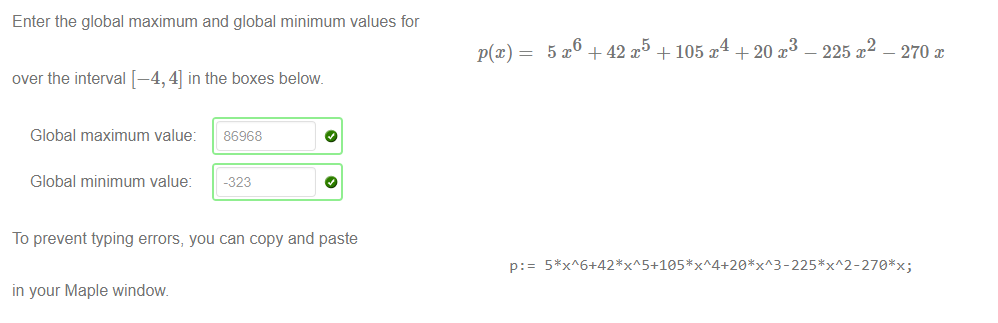 Enter the global maximum and global minimum values for
p(x) = 5 x^6 + 42 x^5 + 105 x^4 + 20 x^3 − 225 x^2 − 270 x
over the interval [−4, 4] in the boxes below.
Global maximum value: 86968
Global minimum value: -323
To prevent typing errors, you can copy and paste
p:= 5*x^6+42*x^5+105*x^4+20*x^3-225*x^2-270*x;
in your Maple window.